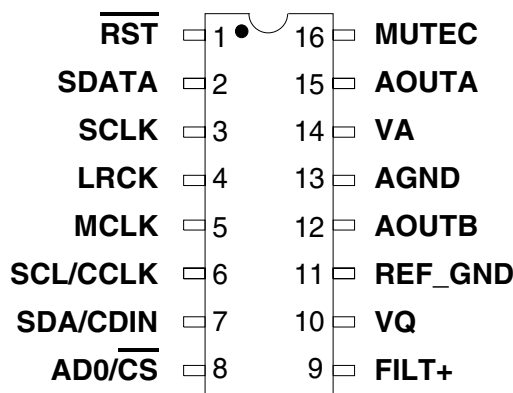 RST 1 16 MUTEC
SDATA 2 15 AOUTA
SCLK 3 14 VA
LRCK 4 13 AGND
MCLK 5 12 AOUTB
SCL/CCLK 6 11 REF_GND
SDA/CDIN 7 10 VQ
AD0/CS 8 9 FILT+